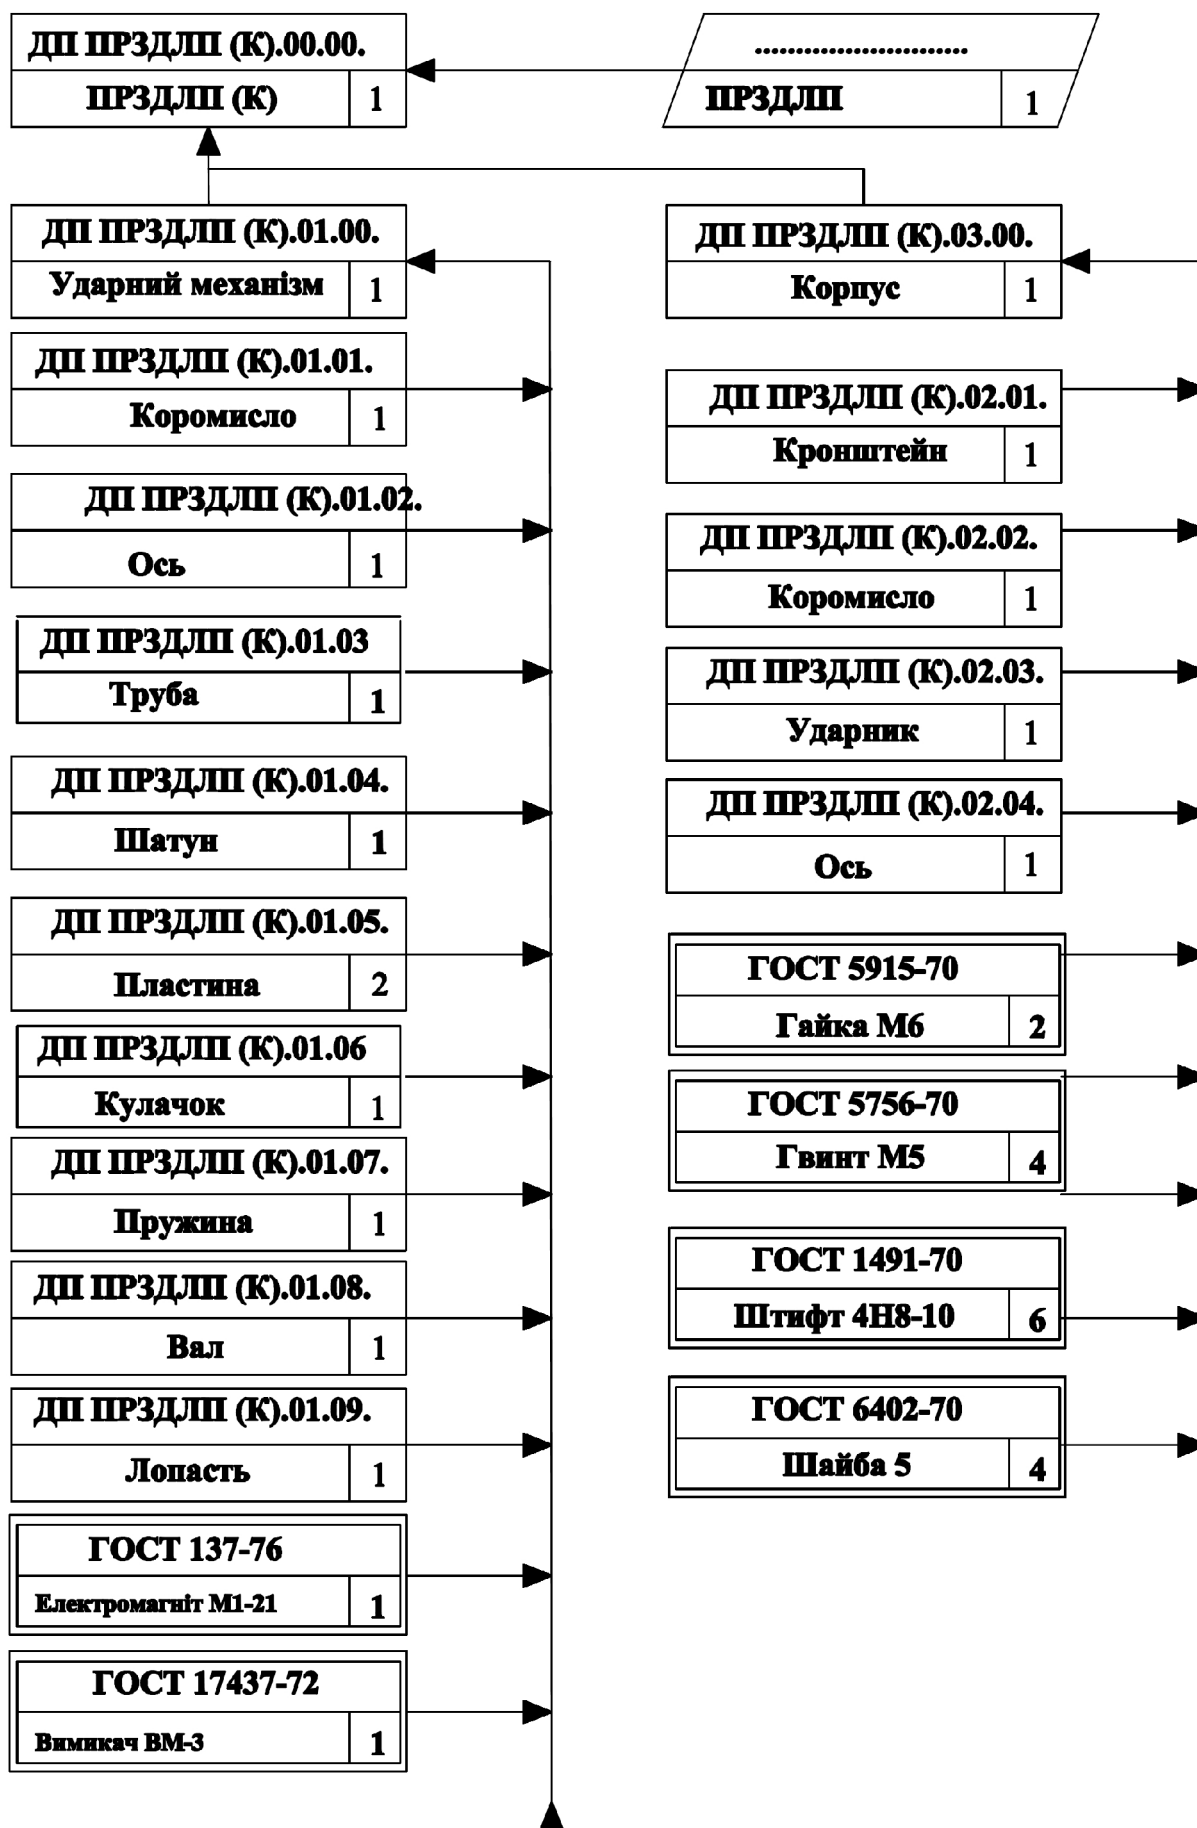 ДП ПРЗДЛП (К).00.00.
ПРЗДЛП (К) 1
..........................
ПРЗДЛП 1
ДП ПРЗДЛП (К).01.00.
Ударний механізм 1
ДП ПРЗДЛП (К).01.01.
Коромисло 1
ДП ПРЗДЛП (К).01.02.
Ось 1
ДП ПРЗДЛП (К).01.03
Труба 1
ДП ПРЗДЛП (К).01.04.
Шатун 1
ДП ПРЗДЛП (К).01.05.
Пластина 2
ДП ПРЗДЛП (К).01.06
Кулачок 1
ДП ПРЗДЛП (К).01.07.
Пружина 1
ДП ПРЗДЛП (К).01.08.
Вал 1
ДП ПРЗДЛП (К).01.09.
Лопасть 1
ГОСТ 137-76
Електромагніт М1-21 1
ГОСТ 17437-72
Вимикач ВМ-3 1
ДП ПРЗДЛП (К).03.00.
Корпус 1
ДП ПРЗДЛП (К).02.01.
Кронштейн 1
ДП ПРЗДЛП (К).02.02.
Коромисло 1
ДП ПРЗДЛП (К).02.03.
Ударник 1
ДП ПРЗДЛП (К).02.04.
Ось 1
ГОСТ 5915-70
Гайка М6 2
ГОСТ 5756-70
Гвинт М5 4
ГОСТ 1491-70
Штифт 4Н8-10 6
ГОСТ 6402-70
Шайба 5 4